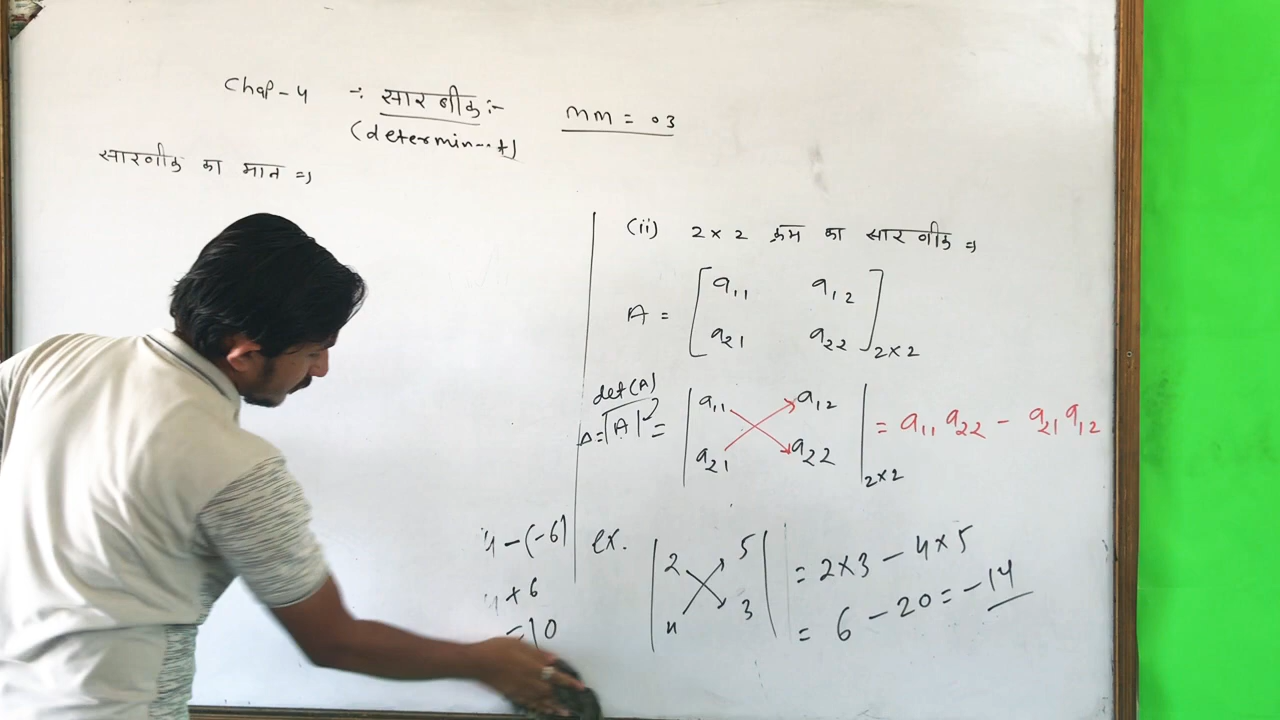 Chap-4 -: सारणीक :- MM = 03
(determin--t)
सारणीक का मान =>
(ii) 2×2 क्रम का सारणीक =>
A = [a11 a12
a21 a22]2×2
det(A)
Δ=|A| = |a11 a12
a21 a22|2×2 = a11 a22 - a21 a12
4-(-6)
4+6
=10
ex. |2 5
4 3| = 2×3 - 4×5
= 6 - 20 = -14